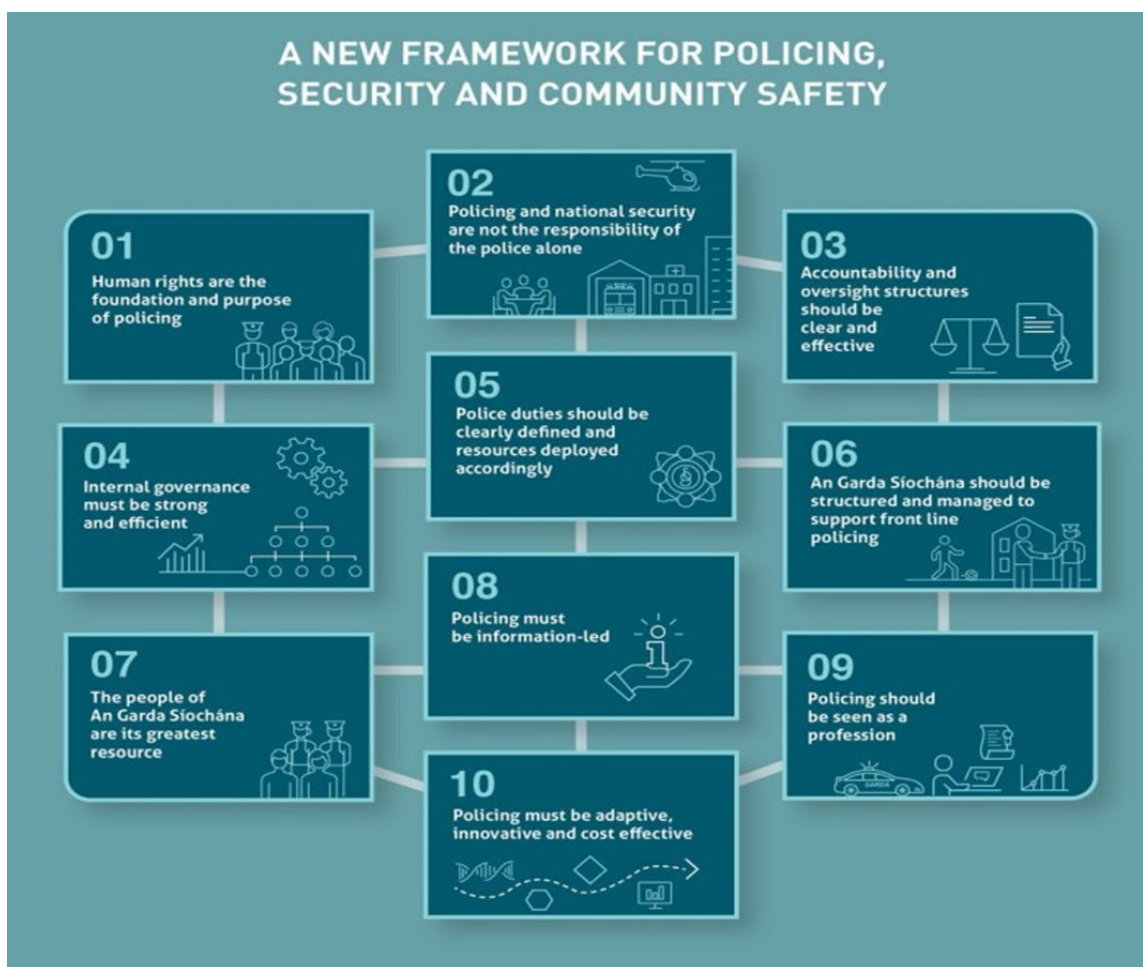 A NEW FRAMEWORK FOR POLICING,
SECURITY AND COMMUNITY SAFETY
01
Human rights are the
foundation and purpose
of policing
02
Policing and national security
are not the responsibility of
the police alone
03
Accountability and
oversight structures
should be
clear and
effective
04
Internal governance
must be strong
and efficient
05
Police duties should be
clearly defined and
resources deployed
accordingly
06
An Garda Síochána should be
structured and managed to
support front line
policing
07
The people of
An Garda Síochána
are its greatest
resource
08
Policing must
be information-led
09
Policing should
be seen as a
profession
GARDA
10
Policing must be adaptive,
innovative and cost effective